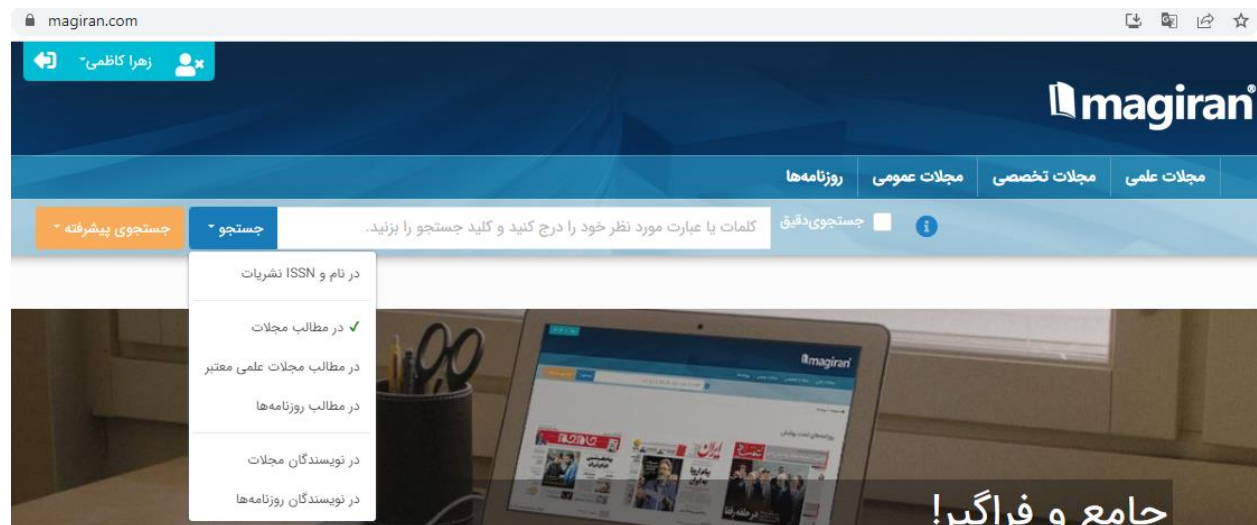 magiran.com
زهرا کاظمی
magiran®
مجلات علمی
مجلات تخصصی
مجلات عمومی
روزنامه‌ها
جستجوی‌دقیق
کلمات یا عبارت مورد نظر خود را درج کنید و کلید جستجو را بزنید.
جستجو
جستجوی پیشرفته
در نام و ISSN نشریات
✓ در مطالب مجلات
در مطالب مجلات علمی معتبر
در مطالب روزنامه‌ها
در نویسندگان مجلات
در نویسندگان روزنامه‌ها
magiran
جام‌جم
ایران
جامع و فراگیر!